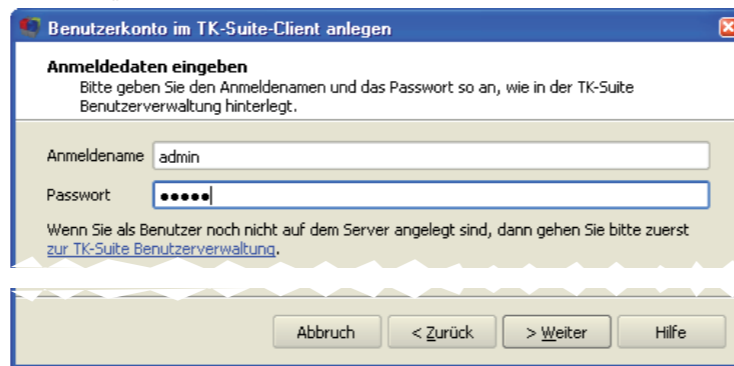 Benutzerkonto im TK-Suite-Client anlegen
Anmeldedaten eingeben
Bitte geben Sie den Anmeldenamen und das Passwort so an, wie in der TK-Suite
Benutzerverwaltung hinterlegt.
Anmeldename admin
Passwort ●●●●●
Wenn Sie als Benutzer noch nicht auf dem Server angelegt sind, dann gehen Sie bitte zuerst
zur TK-Suite Benutzerverwaltung.
Abbruch < Zurück > Weiter Hilfe